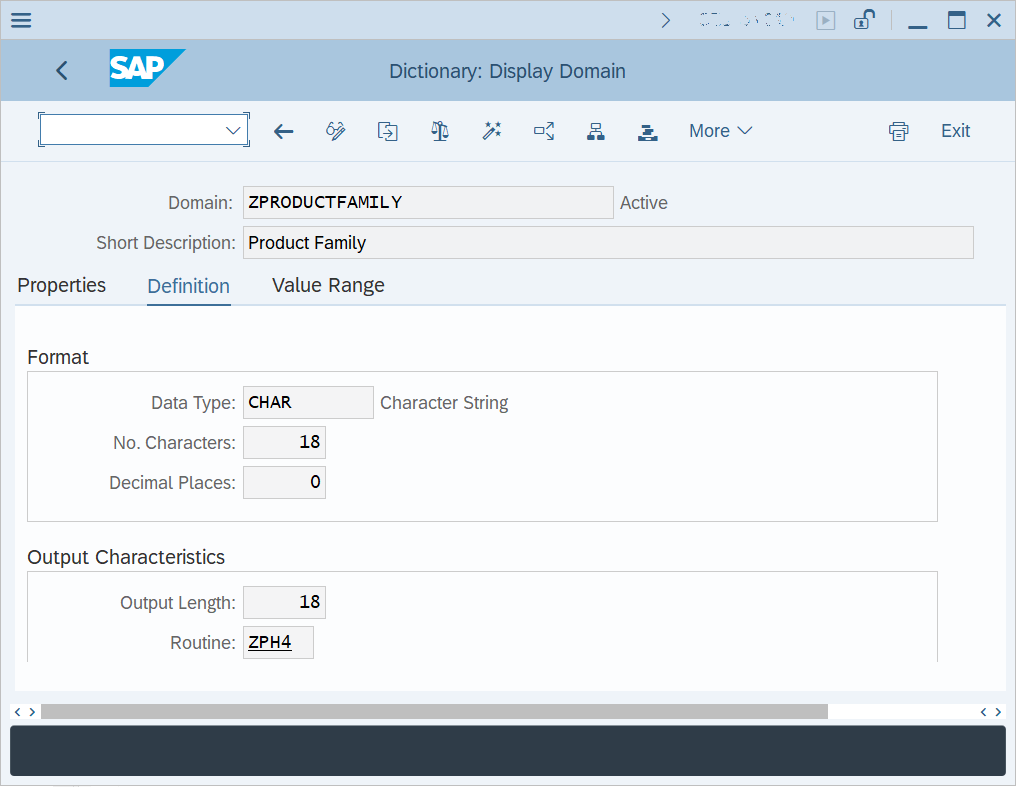 SAP
Dictionary: Display Domain
More
Exit
Domain: ZPRODUCTFAMILY Active
Short Description: Product Family
Properties Definition Value Range
Format
Data Type: CHAR Character String
No. Characters: 18
Decimal Places: 0
Output Characteristics
Output Length: 18
Routine: ZPH4